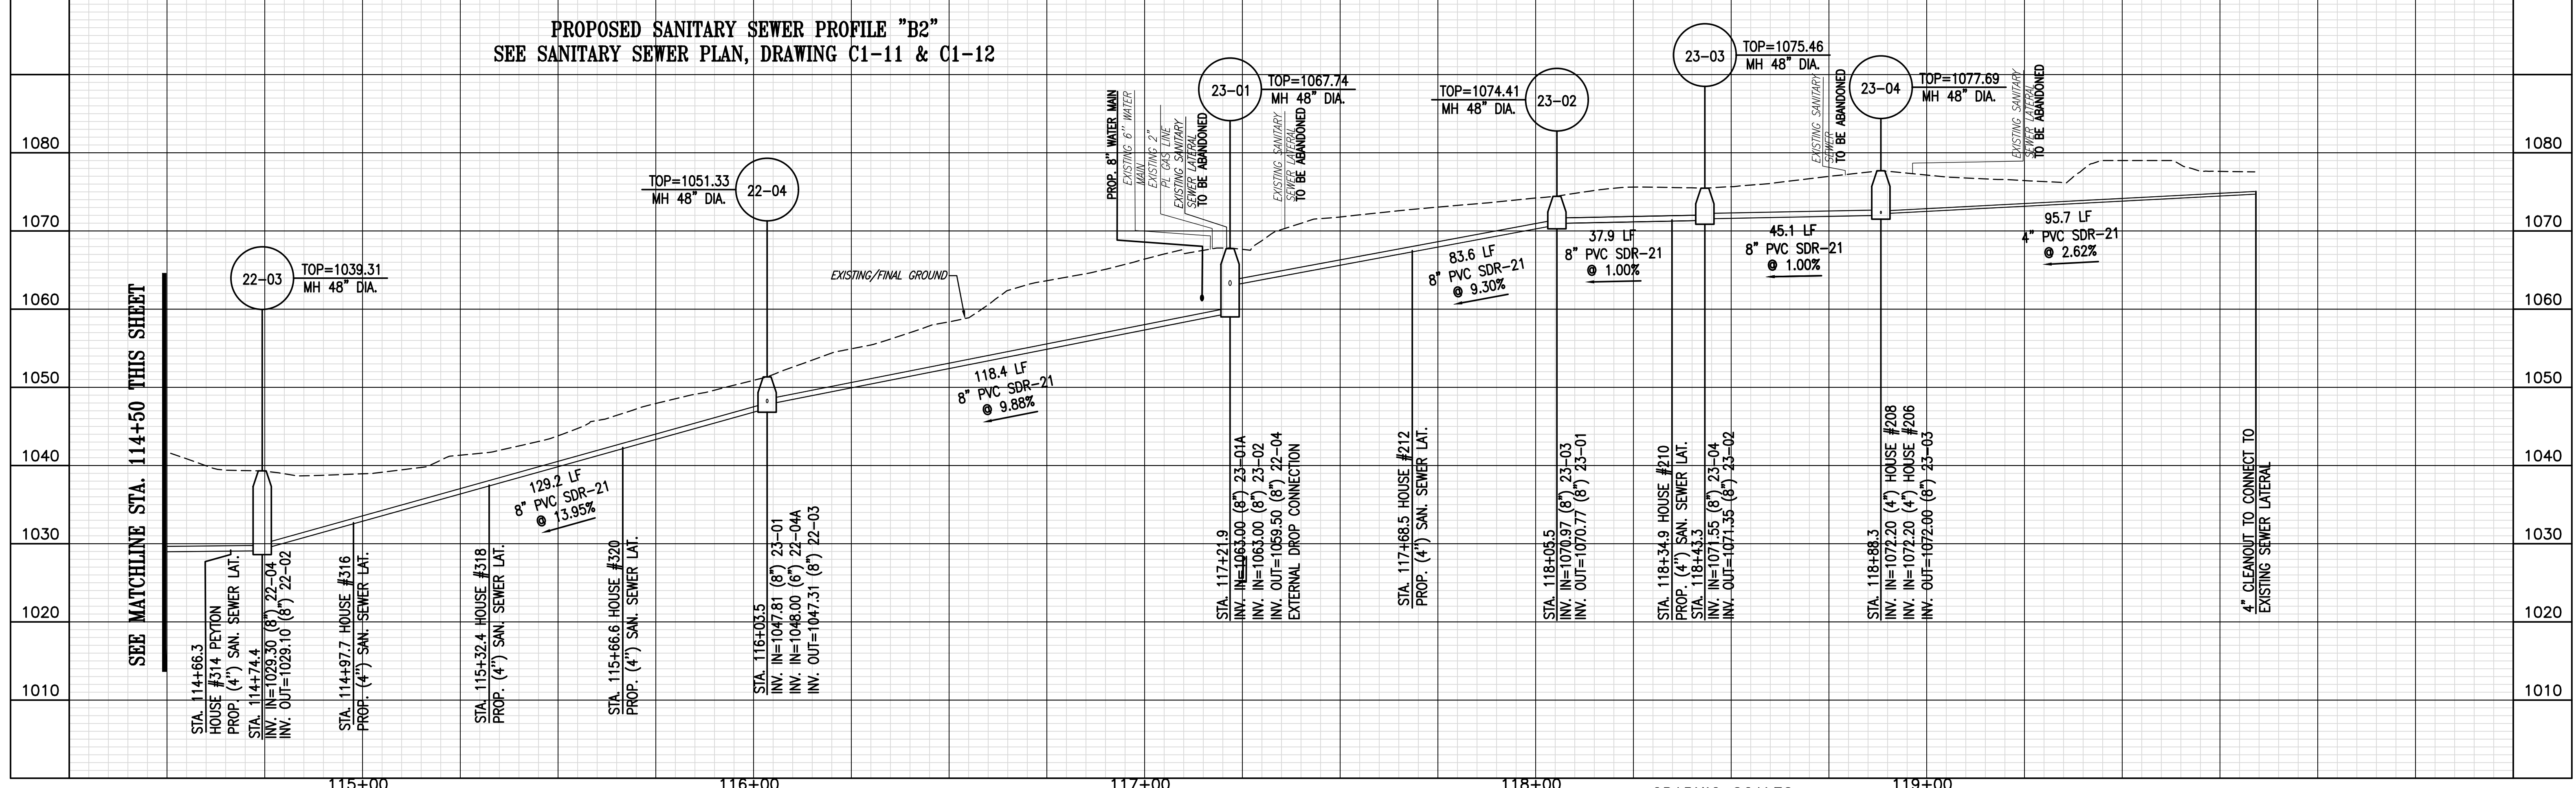 PROPOSED SANITARY SEWER PROFILE "B2"
SEE SANITARY SEWER PLAN, DRAWING C1-11 & C1-12
1080
1070
1060
1050
1040
1030
1020
1010
SEE MATCHLINE STA. 114+50 THIS SHEET
22-03
TOP=1039.31
MH 48" DIA.
TOP=1051.33
MH 48" DIA.
22-04
EXISTING/FINAL GROUND
PROP. 8" WATER MAIN
EXISTING 6" WATER
MAIN
EXISTING 2"
PL GAS LINE
EXISTING SANITARY
SEWER LATERAL
TO BE ABANDONED
23-01
TOP=1067.74
MH 48" DIA.
EXISTING SANITARY
SEWER LATERAL
TO BE ABANDONED
TOP=1074.41
MH 48" DIA.
23-02
23-03
TOP=1075.46
MH 48" DIA.
EXISTING SANITARY
SEWER
TO BE ABANDONED
23-04
TOP=1077.69
MH 48" DIA.
EXISTING SANITARY
SEWER LATERAL
TO BE ABANDONED
129.2 LF
8" PVC SDR-21
@ 13.95%
118.4 LF
8" PVC SDR-21
@ 9.88%
83.6 LF
8" PVC SDR-21
@ 9.30%
37.9 LF
8" PVC SDR-21
@ 1.00%
45.1 LF
8" PVC SDR-21
@ 1.00%
95.7 LF
4" PVC SDR-21
@ 2.62%
STA. 114+66.3
HOUSE #314 PEYTON
PROP. (4") SAN. SEWER LAT.
STA. 114+74.4
INV. IN=1029.30 (8") 22-04
INV. OUT=1029.10 (8") 22-02
STA. 114+97.7 HOUSE #316
PROP. (4") SAN. SEWER LAT.
STA. 115+32.4 HOUSE #318
PROP. (4") SAN. SEWER LAT.
STA. 115+66.6 HOUSE #320
PROP. (4") SAN. SEWER LAT.
STA. 116+03.5
INV. IN=1047.81 (8") 23-01
INV. IN=1048.00 (6") 22-04A
INV. OUT=1047.31 (8") 22-03
STA. 117+21.9
INV. IN=1063.00 (8") 23-01A
INV. IN=1063.00 (8") 23-02
INV. OUT=1059.50 (8") 22-04
EXTERNAL DROP CONNECTION
STA. 117+68.5 HOUSE #212
PROP. (4") SAN. SEWER LAT.
STA. 118+05.5
INV. IN=1070.97 (8") 23-03
INV. OUT=1070.77 (8") 23-01
STA. 118+34.9 HOUSE #210
PROP. (4") SAN. SEWER LAT.
STA. 118+43.3
INV. IN=1071.55 (8") 23-04
INV. OUT=1071.35 (8") 23-02
STA. 118+88.3
INV. IN=1072.20 (4") HOUSE #208
INV. IN=1072.20 (4") HOUSE #206
INV. OUT=1072.00 (8") 23-03
4" CLEANOUT TO CONNECT TO
EXISTING SEWER LATERAL
1080
1070
1060
1050
1040
1030
1020
1010
115+00
116+00
117+00
118+00
119+00